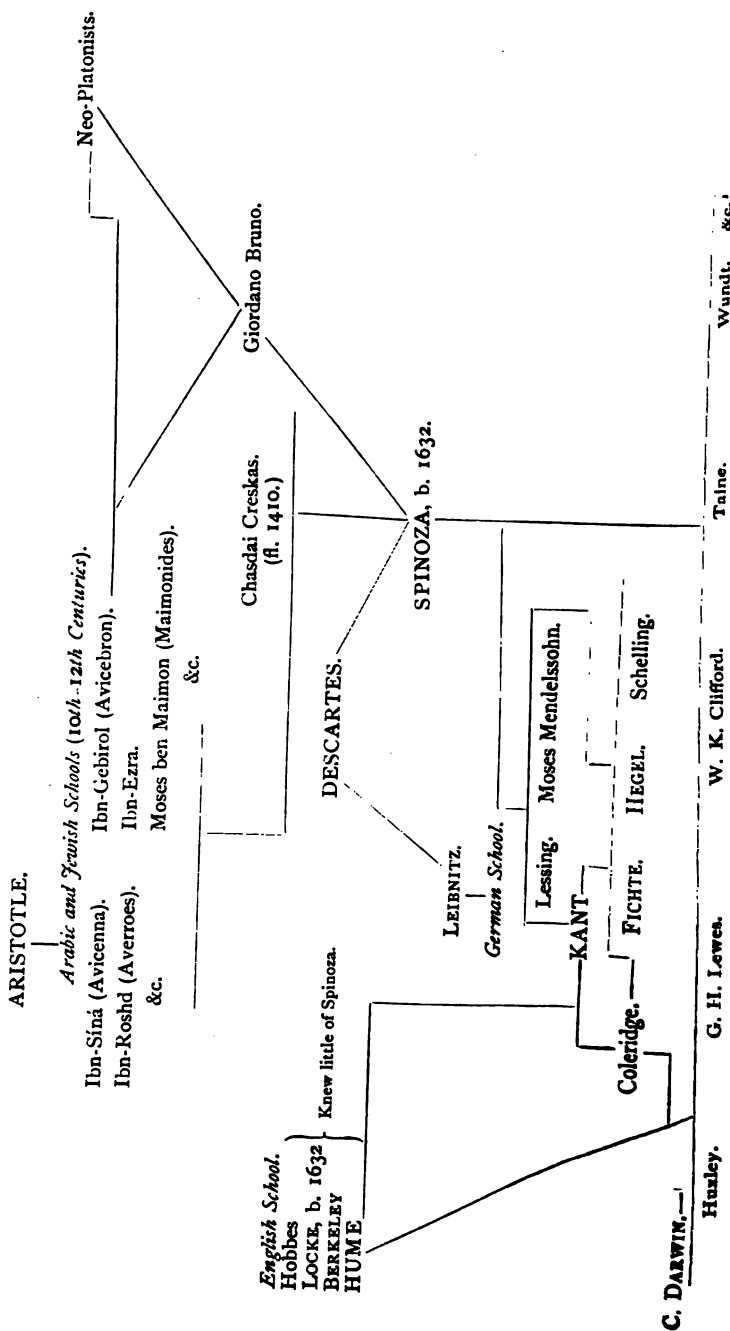 ARISTOTLE.
Arabic and Jewish Schools (10th-12th Centuries).
Neo-Platonists.
Ibn-Síná (Avicenna).
Ibn-Roshd (Averroes).
&c.
Ibn-Gebirol (Avicebron).
Ibn-Ezra.
Moses ben Maimon (Maimonides).
&c.
Giordano Bruno.
Chasdai Creskas.
(fl. 1410.)
English School.
Hobbes
LOCKE, b. 1632
BERKELEY
HUME
Knew little of Spinoza.
DESCARTES.
SPINOZA, b. 1632.
LEIBNITZ.
German School.
Lessing. Moses Mendelssohn.
KANT
Coleridge.
FICHTE. HEGEL. Schelling.
C. DARWIN.
Huxley. G. H. Lewes. W. K. Clifford. Taine. Wundt. &c.